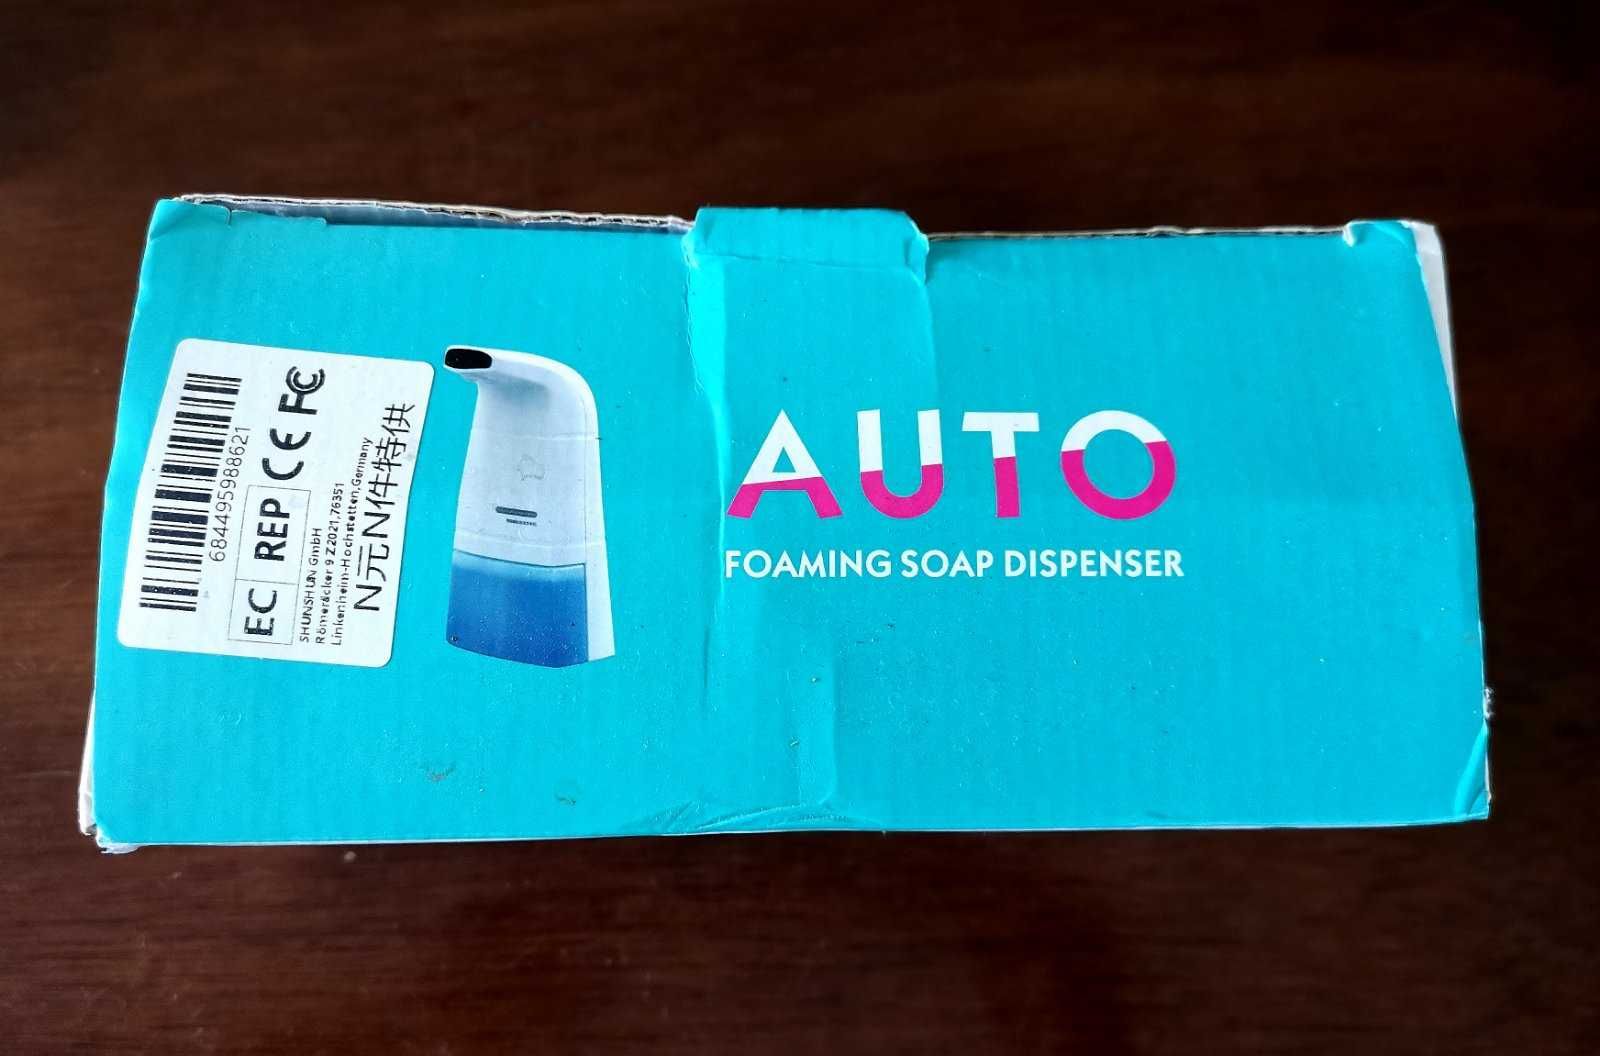 684495988621
EC REP CE FC
SHUNSHUN GmbH
Römeräcker 9 Z2021,76351
Linkenheim-Hochstetten,Germany
N元N件特供
AUTO
FOAMING SOAP DISPENSER